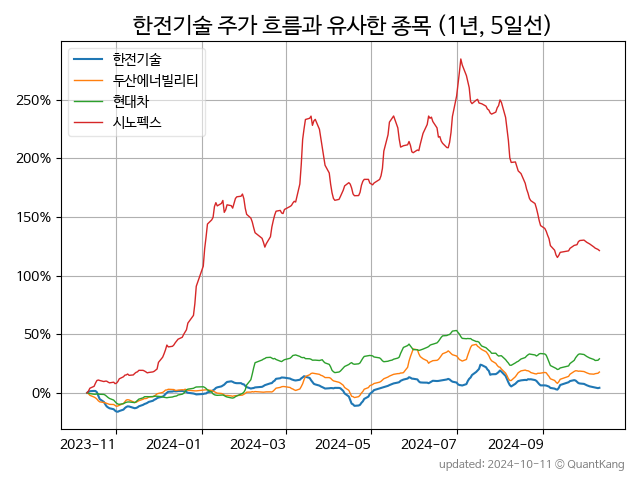 한전기술 주가 흐름과 유사한 종목 (1년, 5일선)
한전기술
두산에너빌리티
현대차
시노펙스
250%
200%
150%
100%
50%
0%
2023-11 2024-01 2024-03 2024-05 2024-07 2024-09
updated: 2024-10-11 © QuantKang